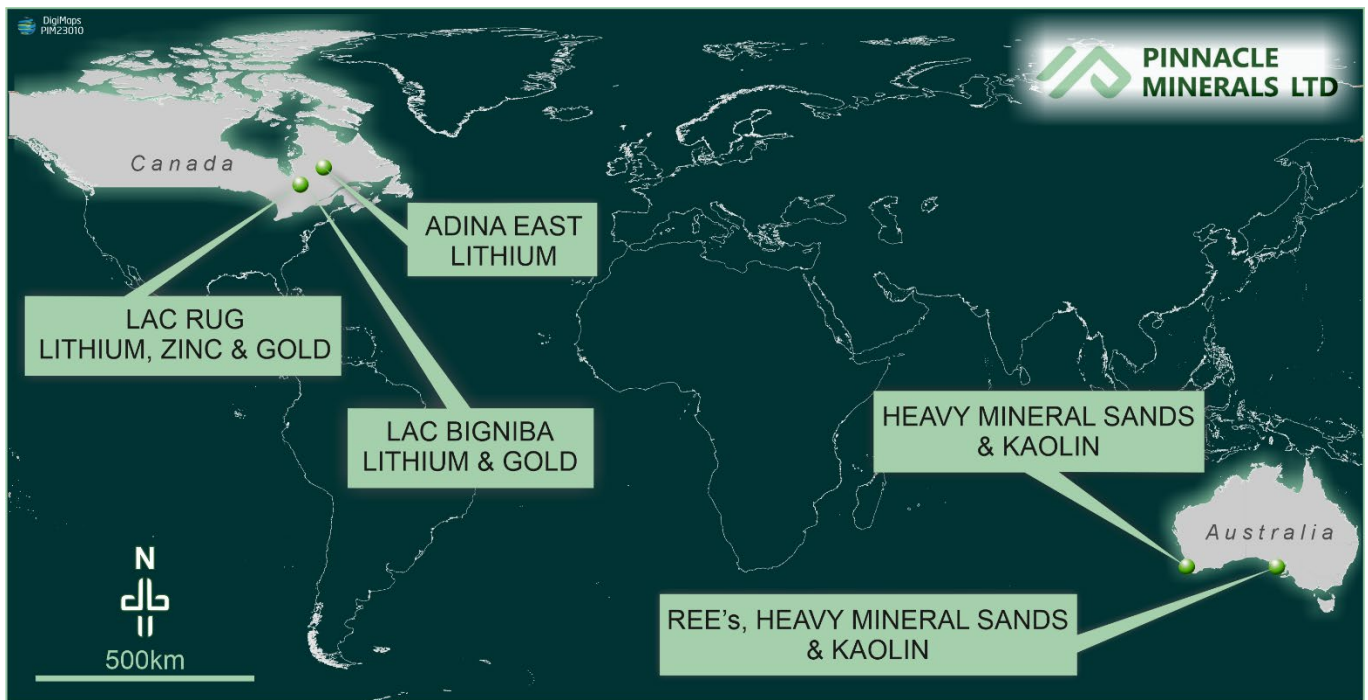 DigiMaps
PIM23010
PINNACLE
MINERALS LTD
Canada
ADINA EAST
LITHIUM
LAC RUG
LITHIUM, ZINC & GOLD
LAC BIGNIBA
LITHIUM & GOLD
HEAVY MINERAL SANDS
& KAOLIN
Australia
REE's, HEAVY MINERAL SANDS
& KAOLIN
N
500km